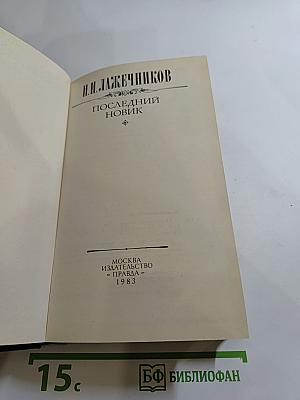 И.И. ЛАЖЕЧНИКОВ
ПОСЛЕДНИЙ
НОВИК
МОСКВА
ИЗДАТЕЛЬСТВО
«ПРАВДА»
1983
15с
БФ БИБЛИОФАН